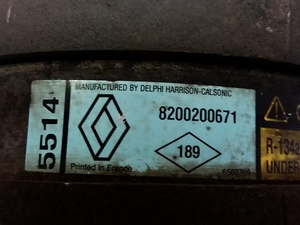 MANUFACTURED BY DELPHI HARRISON-CALSONIC
5514
8200200671
189
Printed in France
R-134a
UNDER